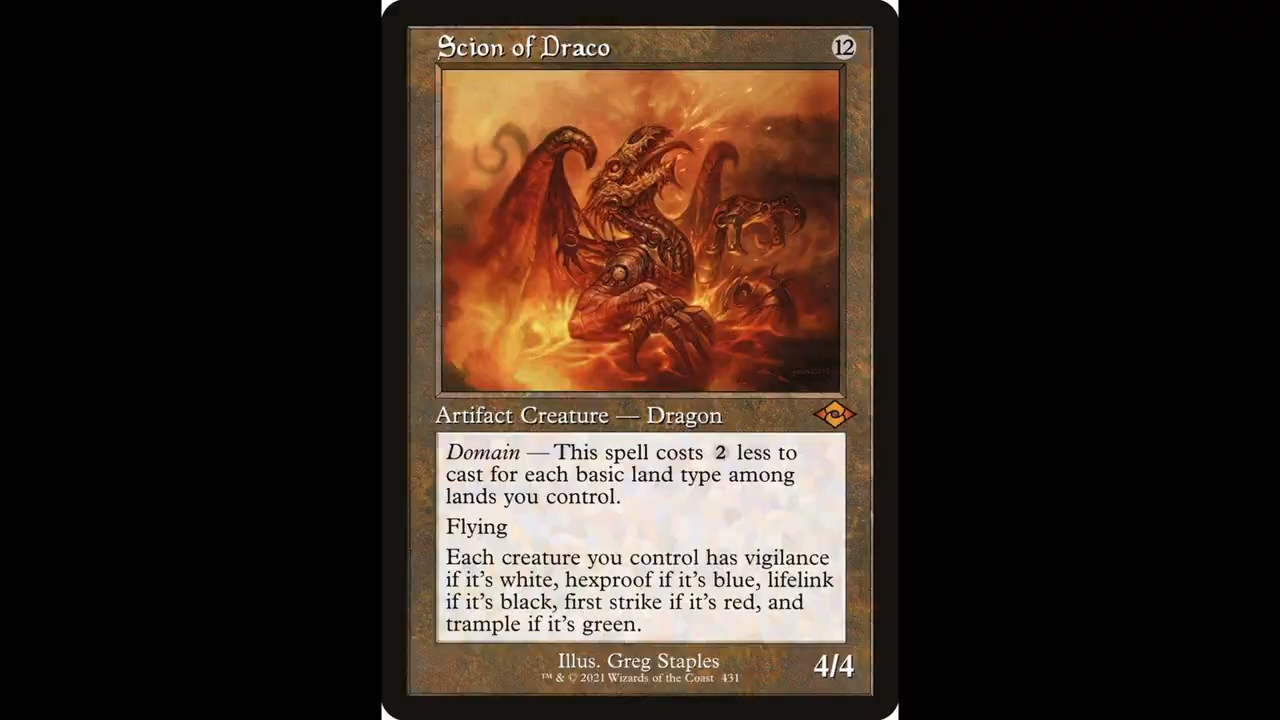 Scion of Draco 12
Artifact Creature — Dragon
Domain — This spell costs 2 less to
cast for each basic land type among
lands you control.
Flying
Each creature you control has vigilance
if it's white, hexproof if it's blue, lifelink
if it's black, first strike if it's red, and
trample if it's green.
Illus. Greg Staples
4/4
™ & © 2021 Wizards of the Coast 431